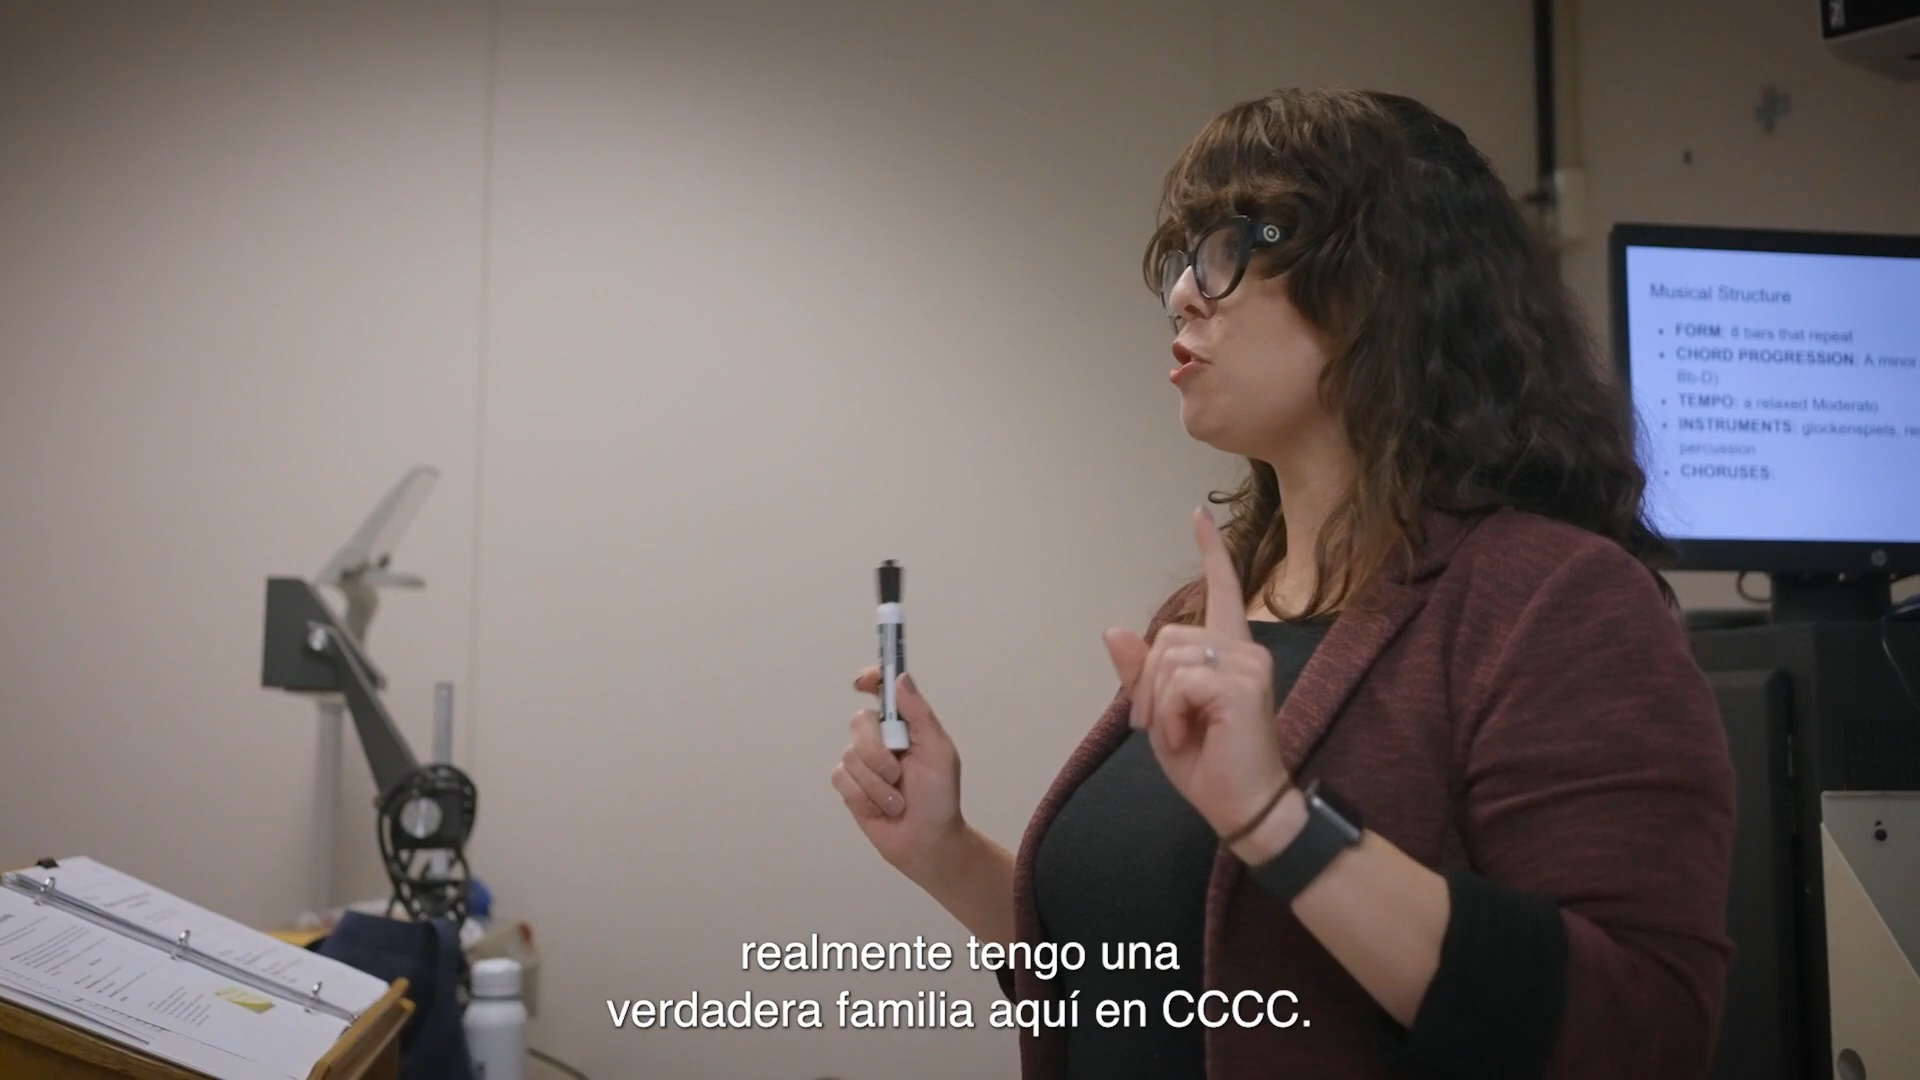 Musical Structure
• FORM: 8 bars that repeat
• CHORD PROGRESSION: A minor
Bb-D)
• TEMPO: a relaxed Moderato
• INSTRUMENTS: glockenspiels,
percussion
• CHORUSES:
realmente tengo una
verdadera familia aquí en CCCC.